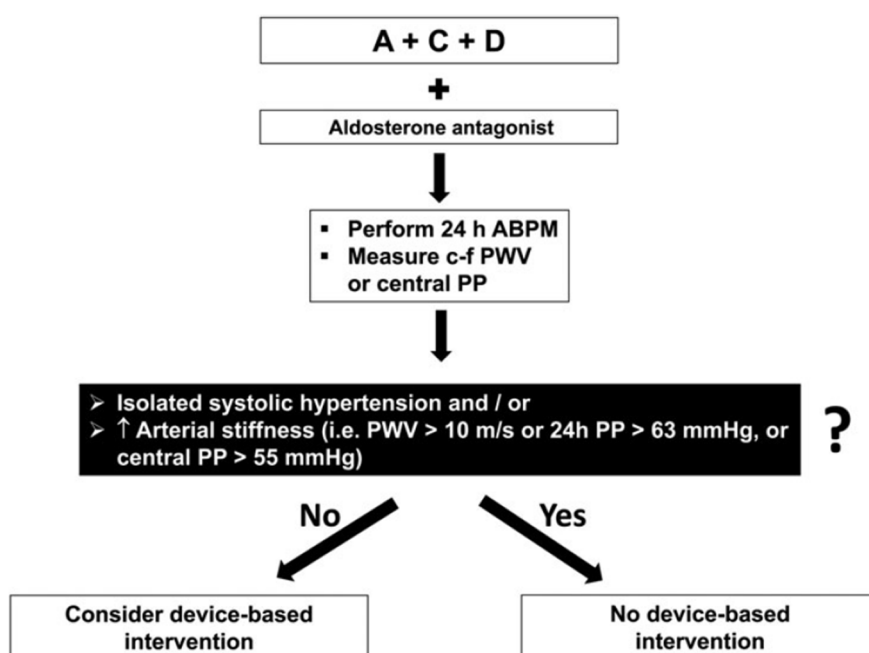 A + C + D
+
Aldosterone antagonist
▪ Perform 24 h ABPM
▪ Measure c-f PWV
or central PP
➢ Isolated systolic hypertension and / or
➢ ↑ Arterial stiffness (i.e. PWV > 10 m/s or 24h PP > 63 mmHg, or
central PP > 55 mmHg)
?
No
Yes
Consider device-based
intervention
No device-based
intervention